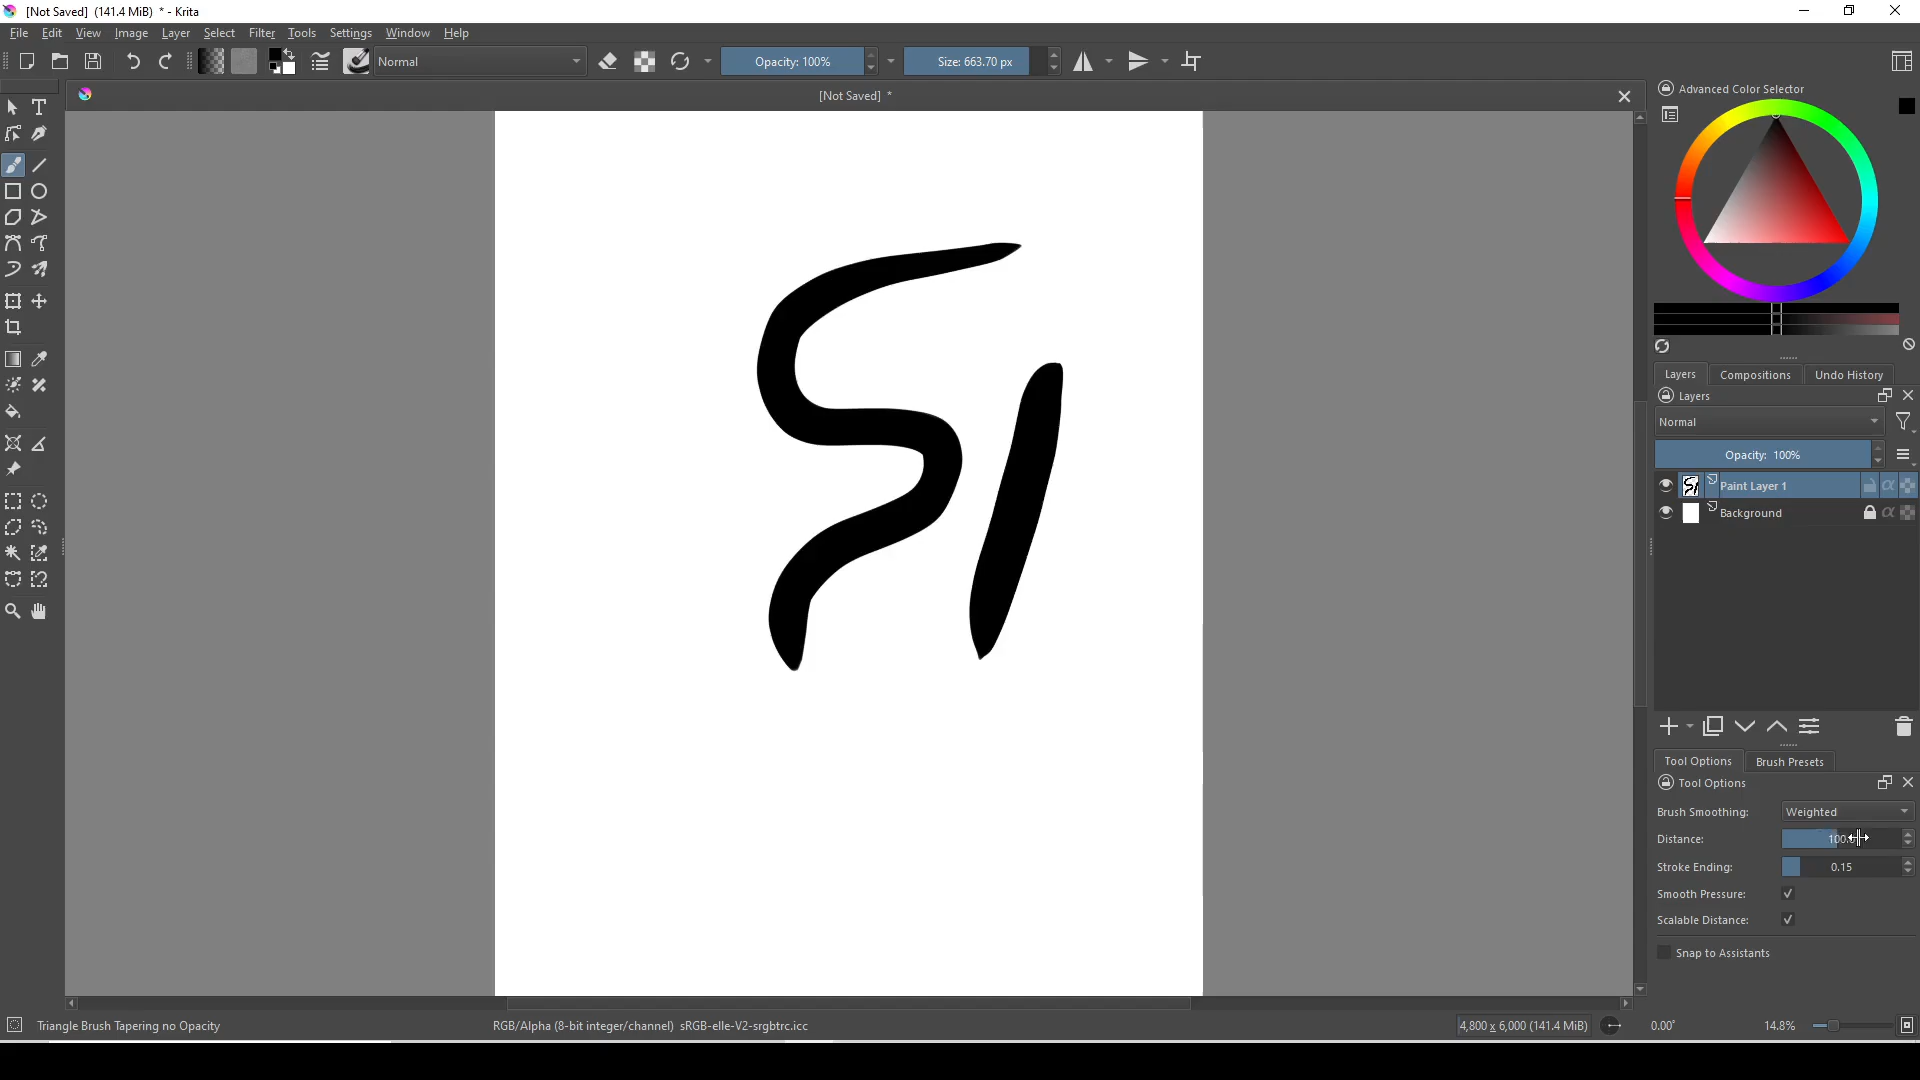 [Not Saved] (141.4 MiB) * - Krita
File Edit View Image Layer Select Filter Tools Settings Window Help
Normal Opacity: 100% Size: 663.70 px
[Not Saved] *
Advanced Color Selector
SI
Layers Compositions Undo History
Layers
Normal
Opacity: 100%
Paint Layer 1
Background
Tool Options Brush Presets
Tool Options
Brush Smoothing: Weighted
Distance:
Stroke Ending: 0.15
Smooth Pressure:
Scalable Distance:
Snap to Assistants
Triangle Brush Tapering no Opacity RGB/Alpha (8-bit integer/channel) sRGB-elle-V2-srgbtrc.icc 4,800 x 6,000 (141.4 MiB) 0.00° 14.8%